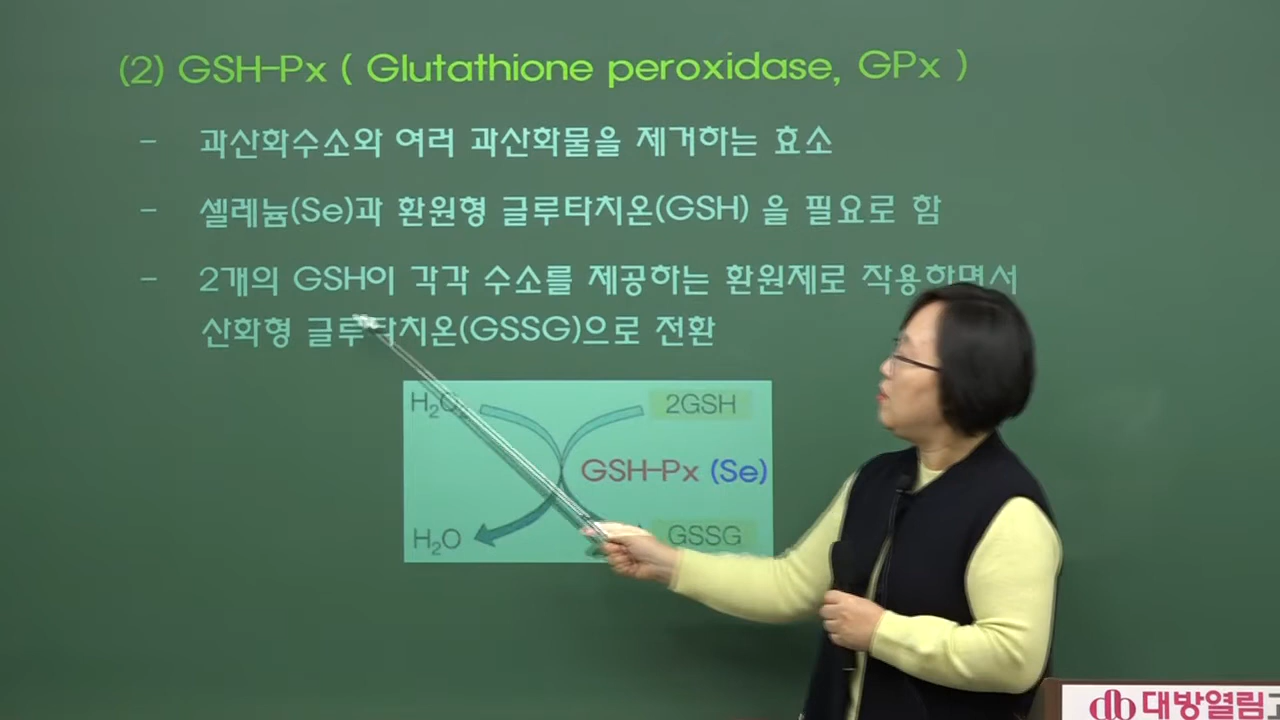 (2) GSH-Px ( Glutathione peroxidase, GPx )
- 과산화수소와 여러 과산화물을 제거하는 효소
- 셀레늄(Se)과 환원형 글루타치온(GSH) 을 필요로 함
- 2개의 GSH이 각각 수소를 제공하는 환원제로 작용하면서
산화형 글루타치온(GSSG)으로 전환
H₂O₂ 2GSH
GSH-Px (Se)
H₂O GSSG
대방열림